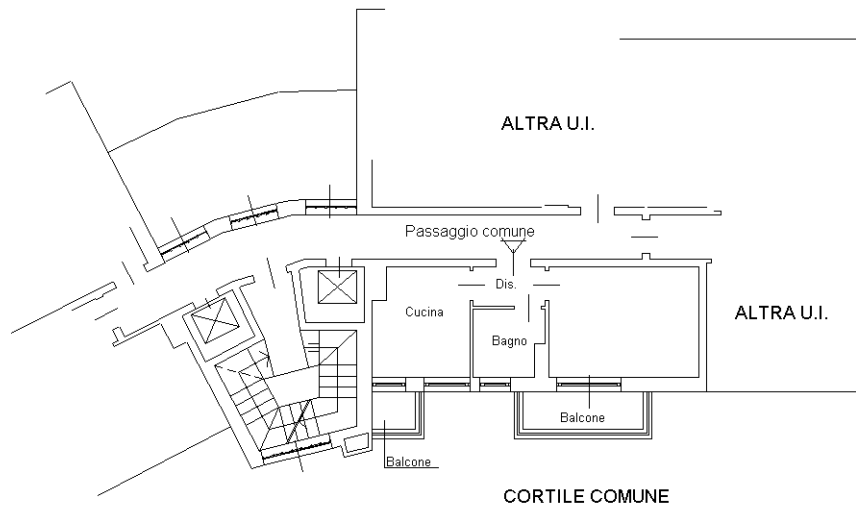 ALTRA U.I.
Passaggio comune
Dis.
Cucina
ALTRA U.I.
Bagno
Balcone
Balcone
CORTILE COMUNE